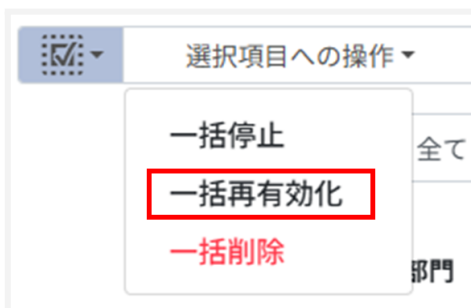 選択項目への操作
一括停止
全て
一括再有効化
一括削除
部門